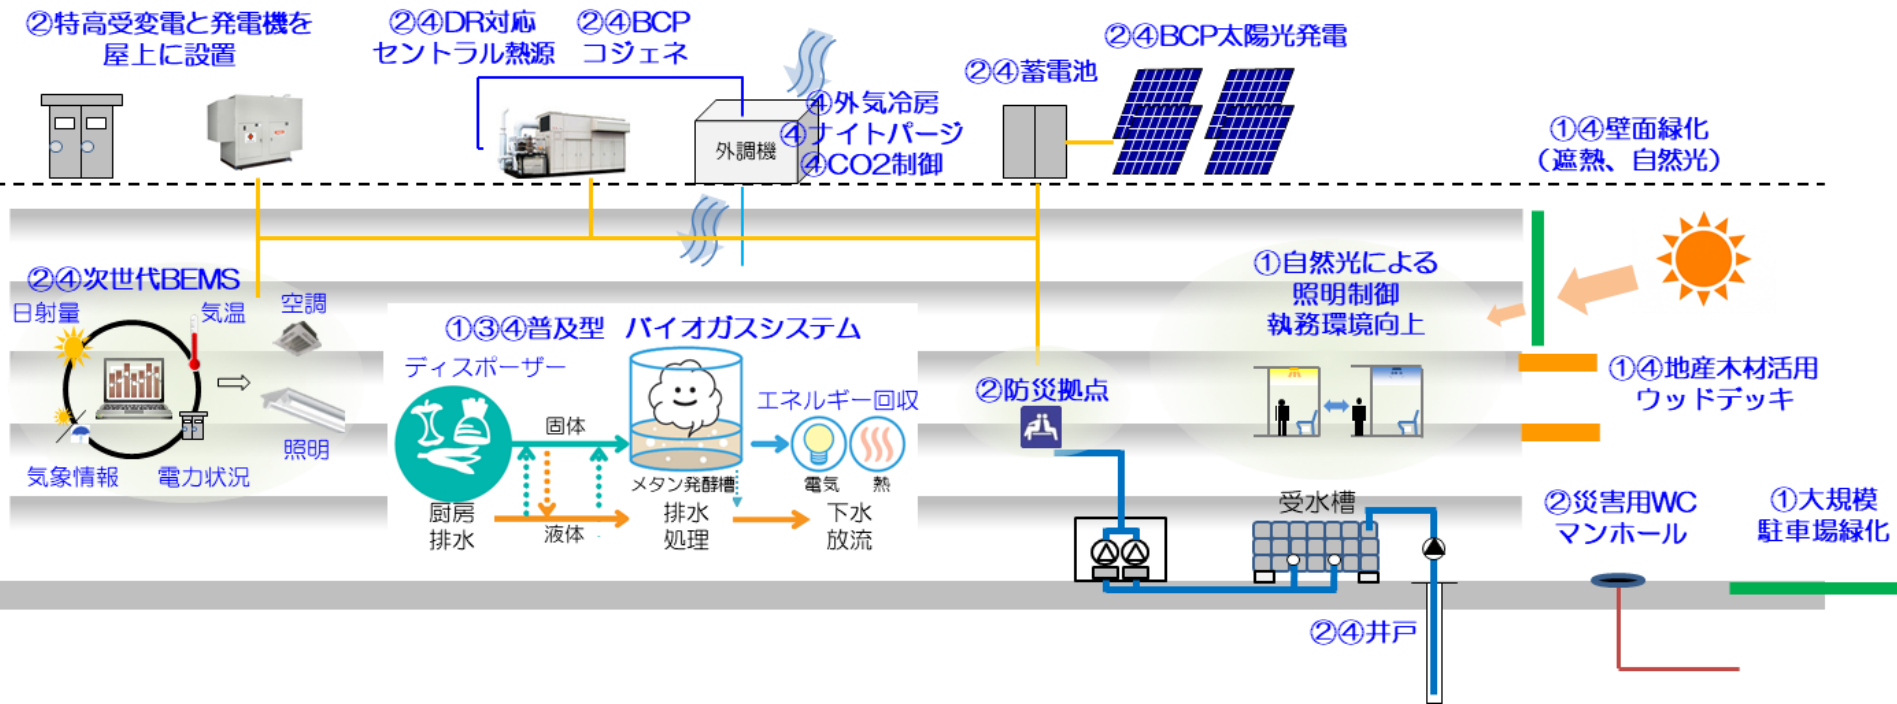 ②特高受変電と発電機を
屋上に設置
②④DR対応
セントラル熱源
②④BCP
コジェネ
外調機
④外気冷房
④ナイトパージ
④CO2制御
②④蓄電池
②④BCP太陽光発電
①④壁面緑化
（遮熱、自然光）
②④次世代BEMS
日射量
気温
空調
気象情報
電力状況
照明
①③④普及型　バイオガスシステム
ディスポーザー
エネルギー回収
固体
メタン発酵槽
電気
熱
厨房
排水
液体
排水
処理
下水
放流
②防災拠点
①自然光による
照明制御
執務環境向上
①④地産木材活用
ウッドデッキ
受水槽
②④井戸
②災害用WC
マンホール
①大規模
駐車場緑化